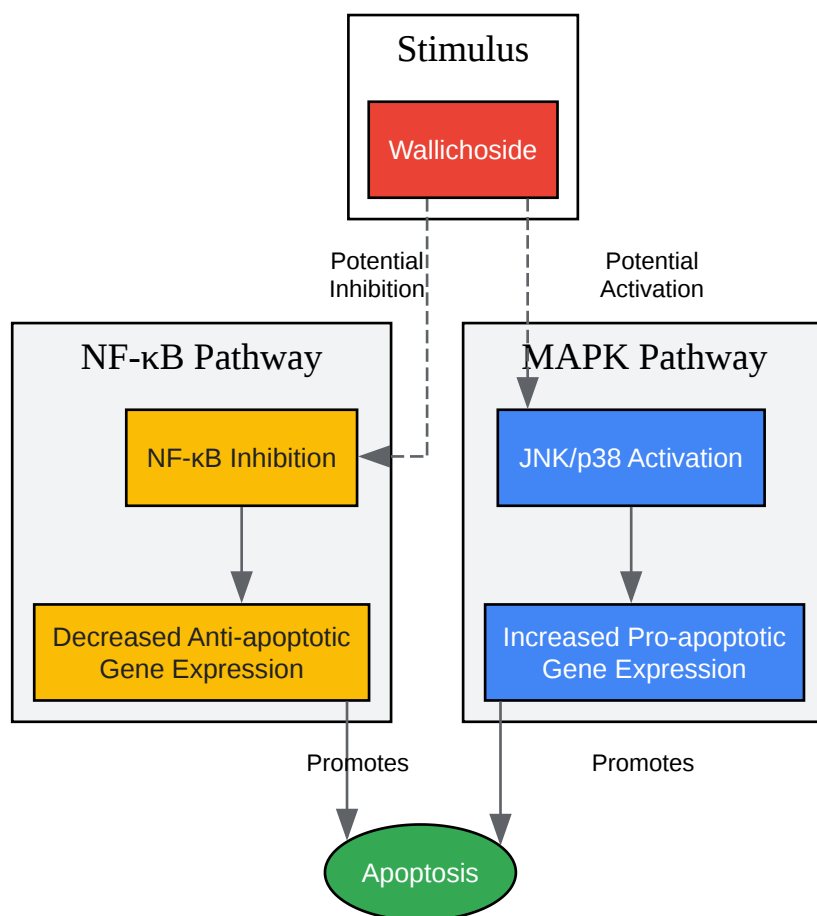 Stimulus
Wallichoside
Potential
Inhibition
Potential
Activation
NF-κB Pathway
MAPK Pathway
NF-κB Inhibition
JNK/p38 Activation
Decreased Anti-apoptotic
Gene Expression
Increased Pro-apoptotic
Gene Expression
Promotes
Promotes
Apoptosis